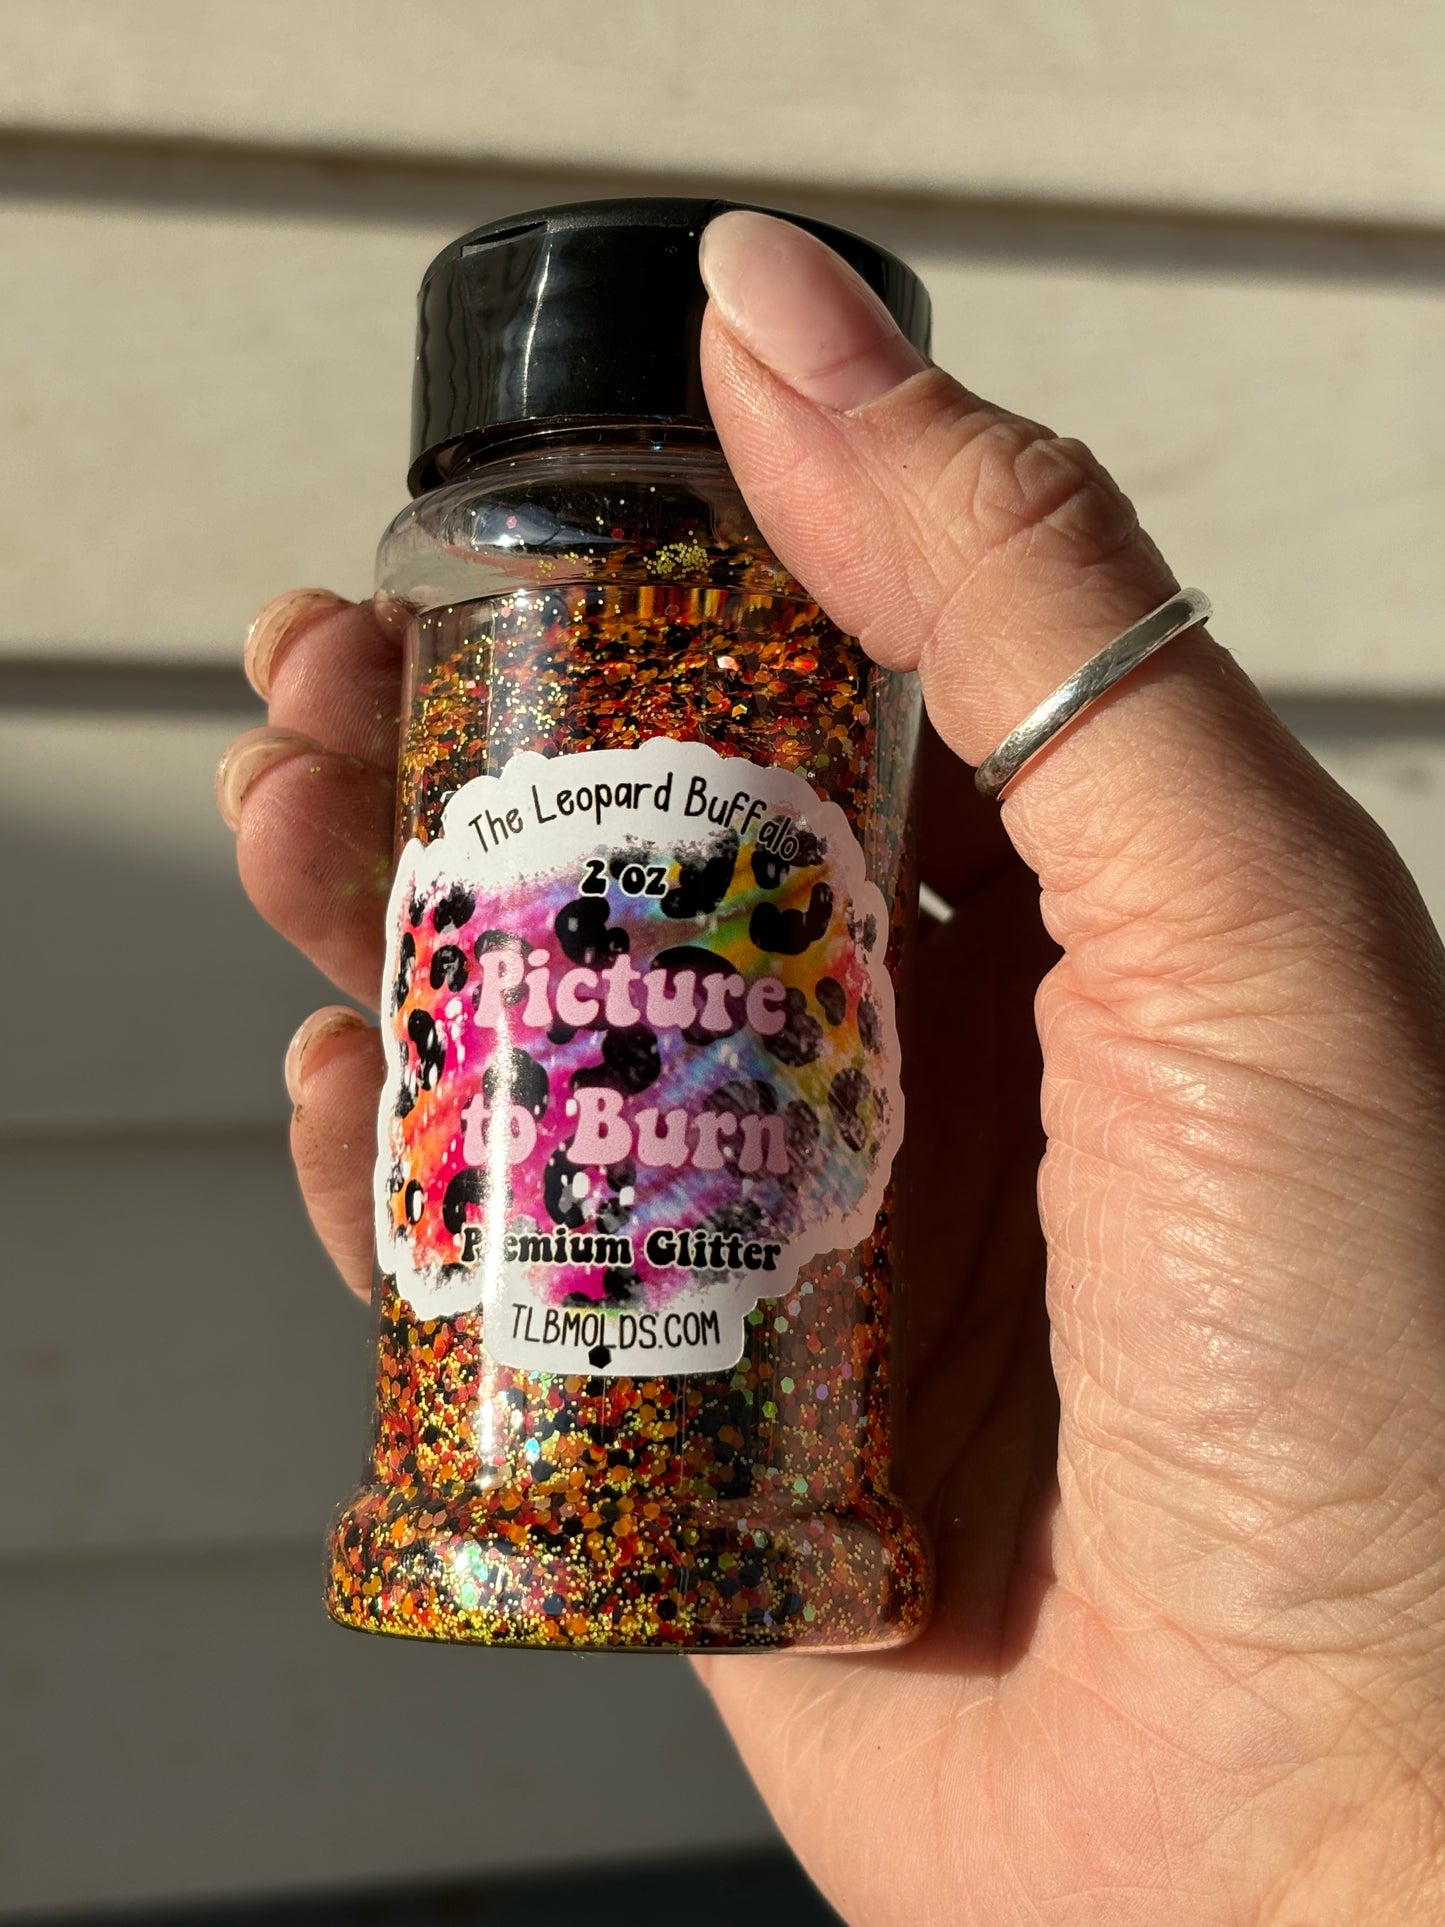 The Leopard Buffalo
2 oz
Picture
to Burn
Premium Glitter
TLBMOLDS.COM